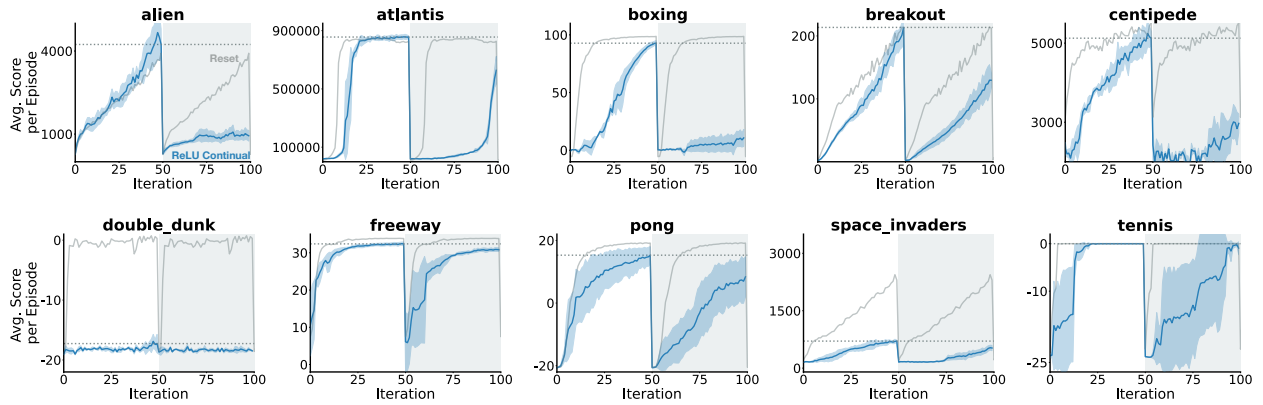 alien
Avg. Score
per Episode
4000
1000
Reset
ReLU Continual
0 25 50 75 100
Iteration
atlantis
900000
700000
500000
300000
100000
0 25 50 75 100
Iteration
boxing
100
75
50
25
0
0 25 50 75 100
Iteration
breakout
200
100
0 25 50 75 100
Iteration
centipede
5000
3000
0 25 50 75 100
Iteration
double_dunk
Avg. Score
per Episode
0
-10
-20
0 25 50 75 100
Iteration
freeway
30
20
10
0
0 25 50 75 100
Iteration
pong
20
0
-20
0 25 50 75 100
Iteration
space_invaders
3000
1500
0
0 25 50 75 100
Iteration
tennis
0
-10
-25
0 25 50 75 100
Iteration